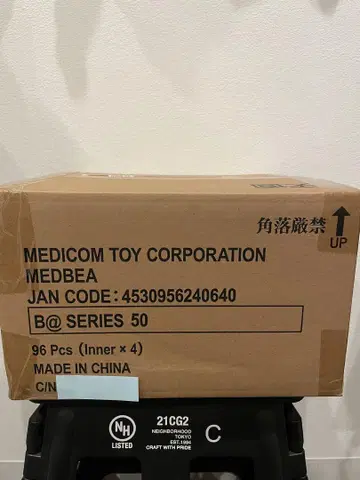 角落厳禁
UP
MEDICOM TOY CORPORATION
MEDBEA
JAN CODE：4530956240640
B@ SERIES 50
96 Pcs (Inner × 4)
MADE IN CHINA
C/N
NH
LISTED
21CG2
NEIGHBORHOOD
TOKYO
EST.1994
CRAFT WITH PRIDE
C